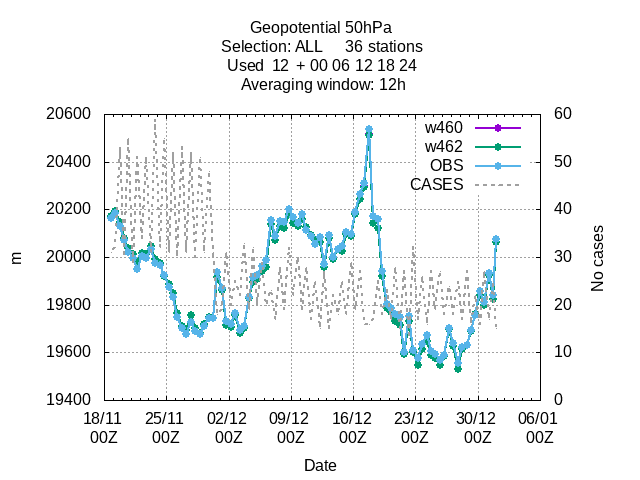 Geopotential 50hPa
Selection: ALL 36 stations
Used 12 + 00 06 12 18 24
Averaging window: 12h
20600 60
w460
w462
20400 50
OBS
CASES
20200 40
m
20000 30
No cases
19800 20
19600 10
19400 0
18/11 25/11 02/12 09/12 16/12 23/12 30/12 06/01
00Z 00Z 00Z 00Z 00Z 00Z 00Z 00Z
Date